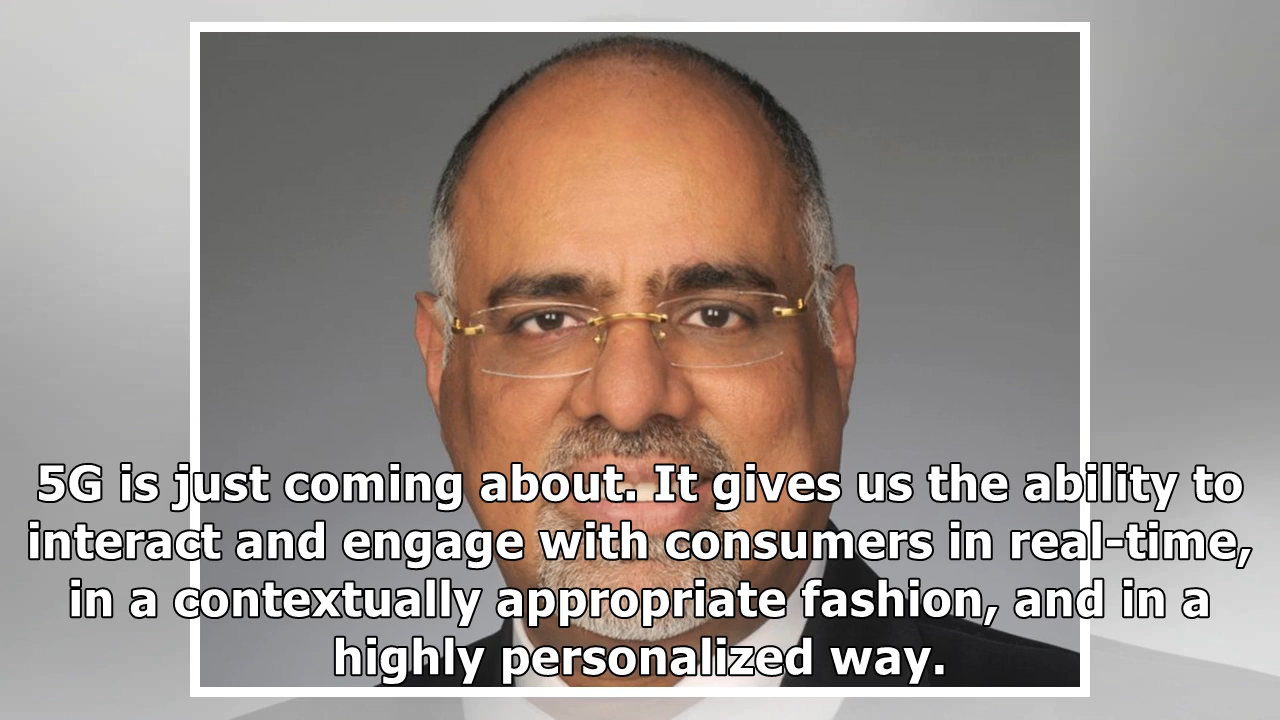 5G is just coming about. It gives us the ability to
interact and engage with consumers in real-time,
in a contextually appropriate fashion, and in a
highly personalized way.